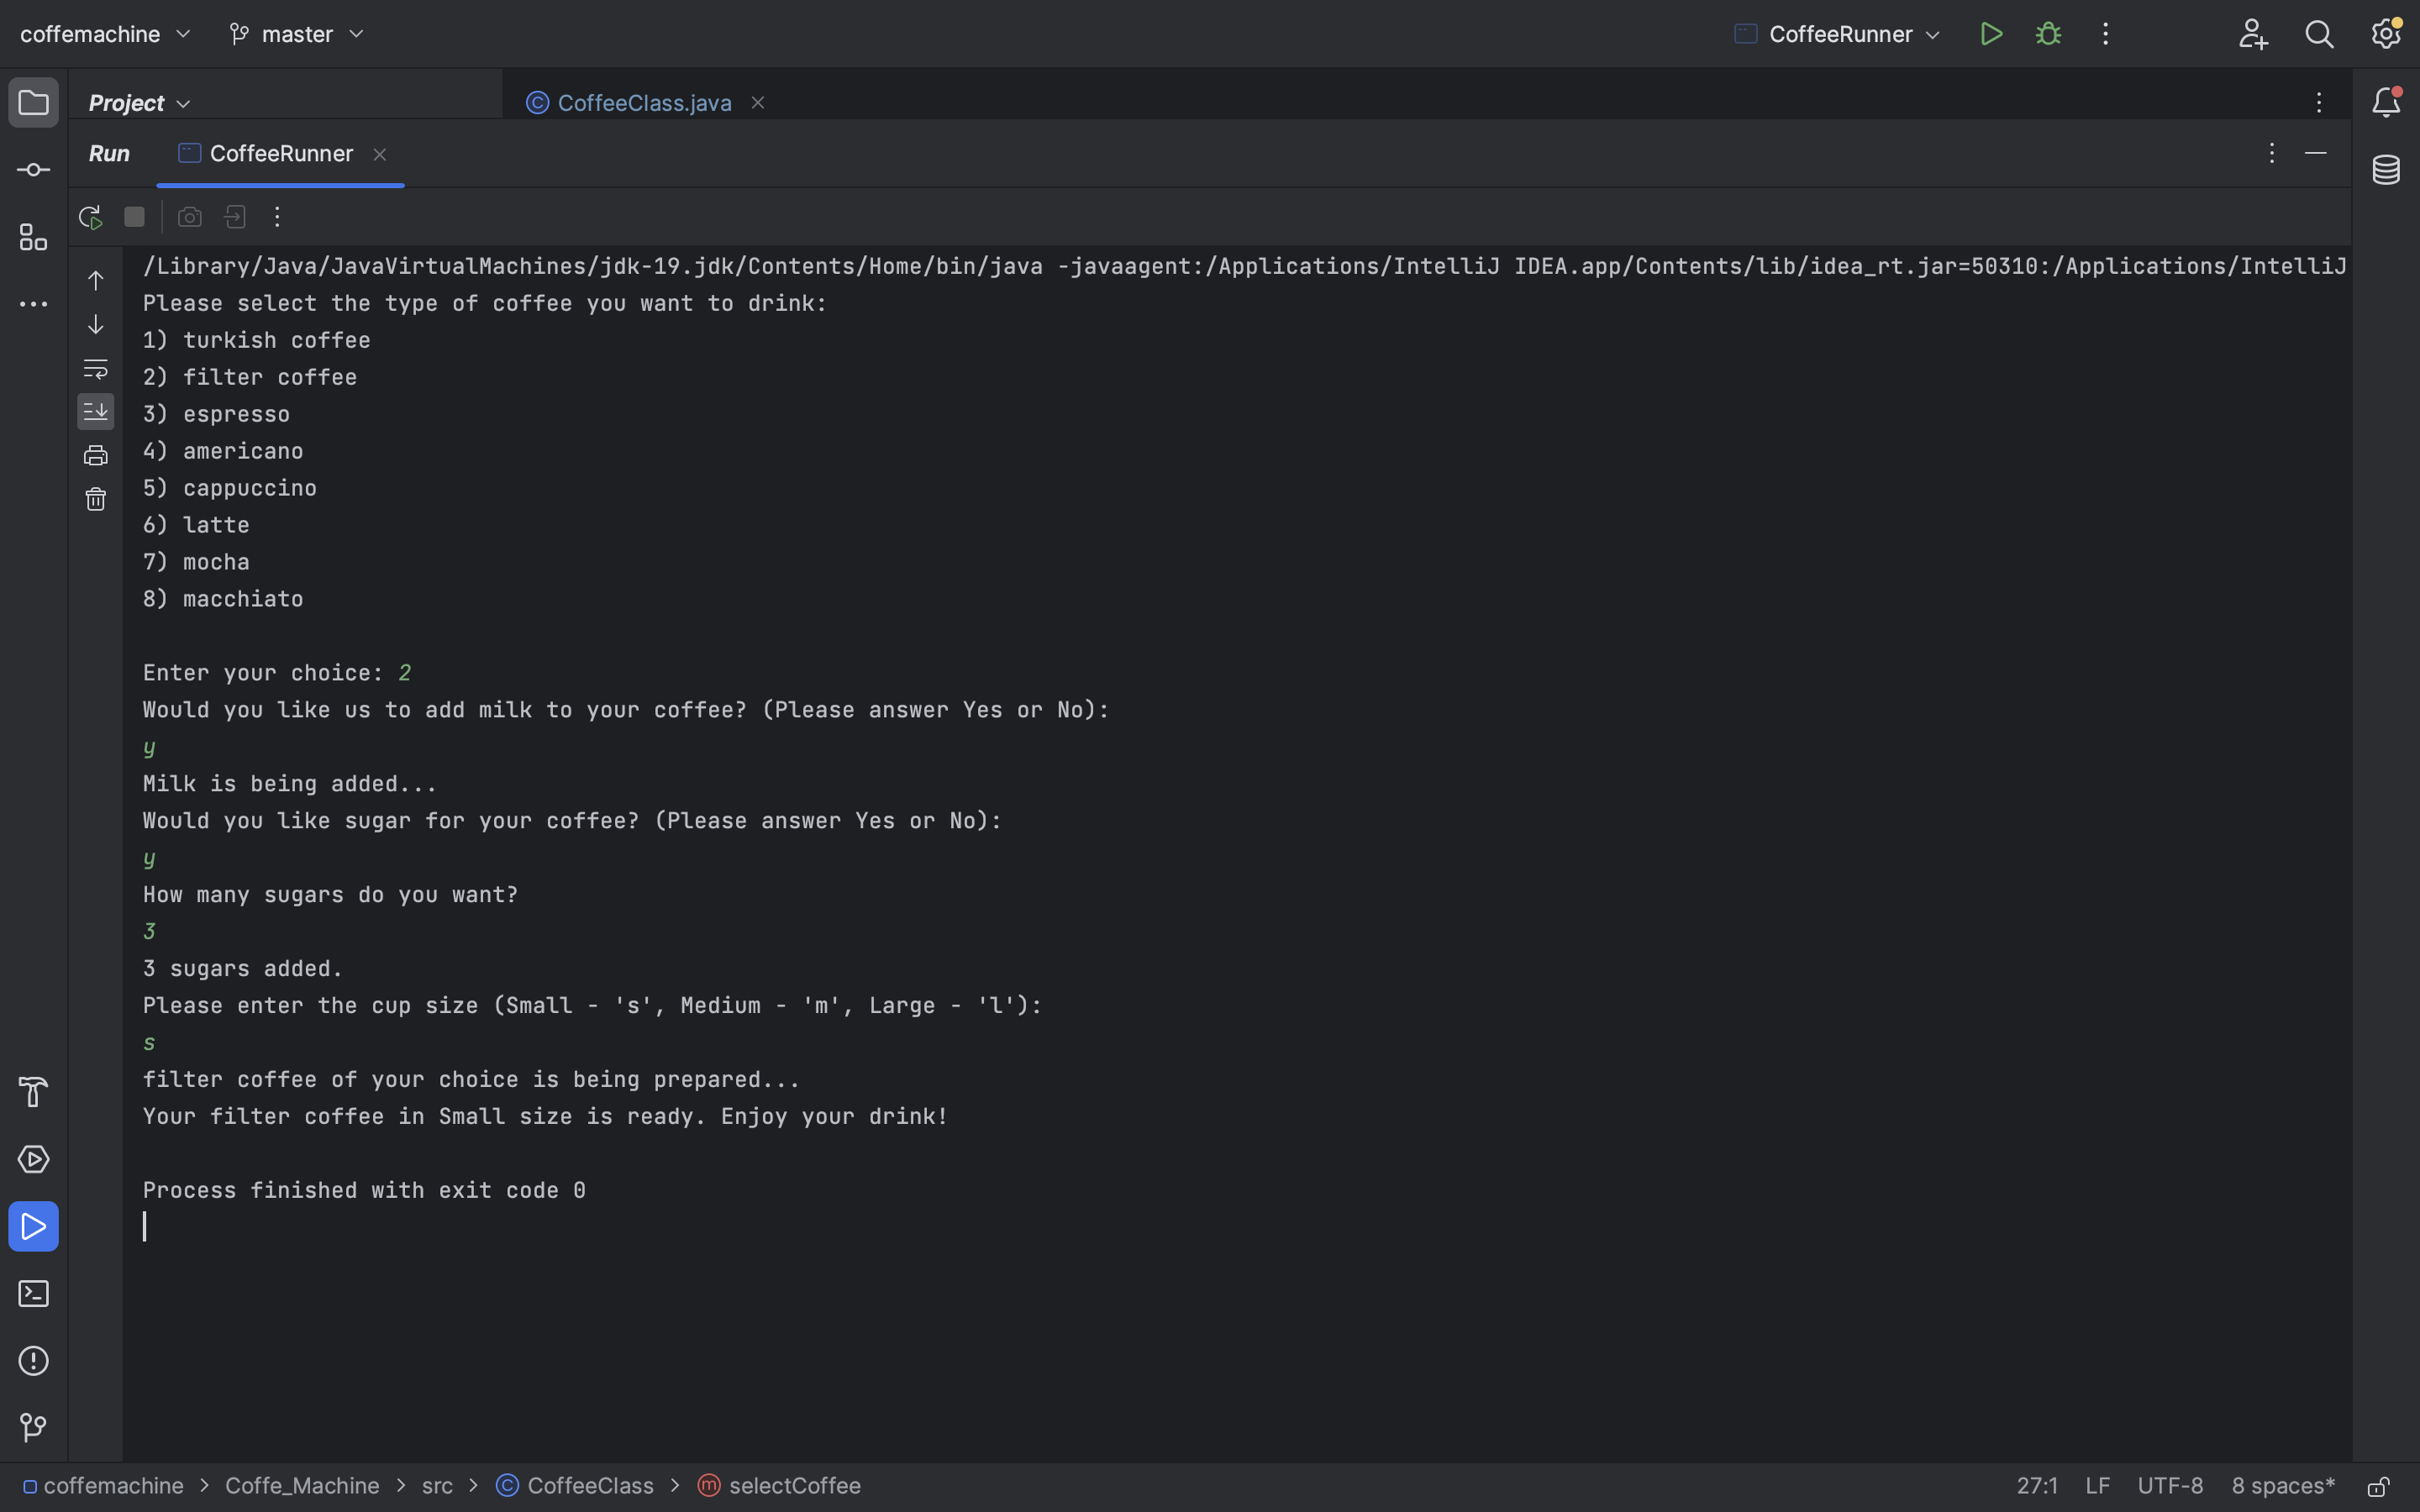 coffemachine master CoffeeRunner
Project CoffeeClass.java
Run CoffeeRunner
/Library/Java/JavaVirtualMachines/jdk-19.jdk/Contents/Home/bin/java -javaagent:/Applications/IntelliJ IDEA.app/Contents/lib/idea_rt.jar=50310:/Applications/IntelliJ
Please select the type of coffee you want to drink:
1) turkish coffee
2) filter coffee
3) espresso
4) americano
5) cappuccino
6) latte
7) mocha
8) macchiato
Enter your choice: 2
Would you like us to add milk to your coffee? (Please answer Yes or No):
y
Milk is being added...
Would you like sugar for your coffee? (Please answer Yes or No):
y
How many sugars do you want?
3
3 sugars added.
Please enter the cup size (Small - 's', Medium - 'm', Large - 'l'):
s
filter coffee of your choice is being prepared...
Your filter coffee in Small size is ready. Enjoy your drink!
Process finished with exit code 0
coffemachine > Coffe_Machine > src > CoffeeClass > selectCoffee 27:1 LF UTF-8 8 spaces*